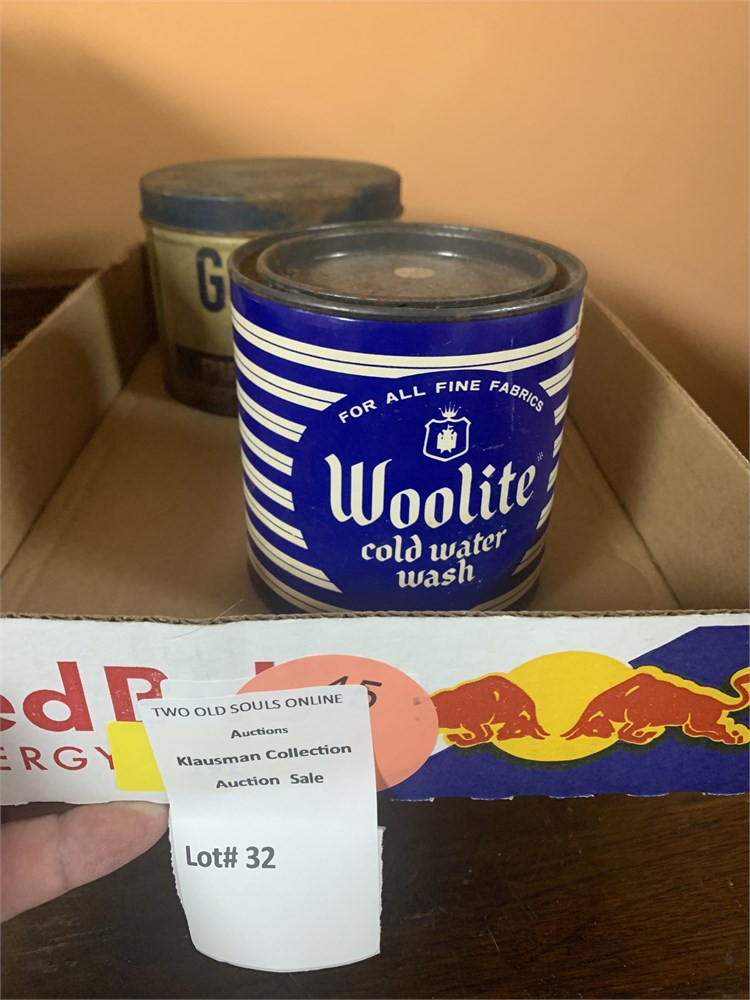 FOR ALL FINE FABRICS
Woolite
cold water
wash
TWO OLD SOULS ONLINE
Auctions
Klausman Collection
Auction Sale
Lot# 32